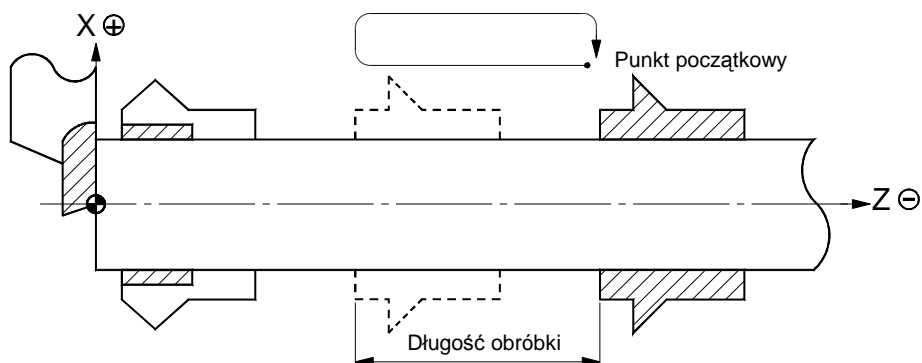 X ⊕
Punkt początkowy
Z ⊖
Długość obróbki